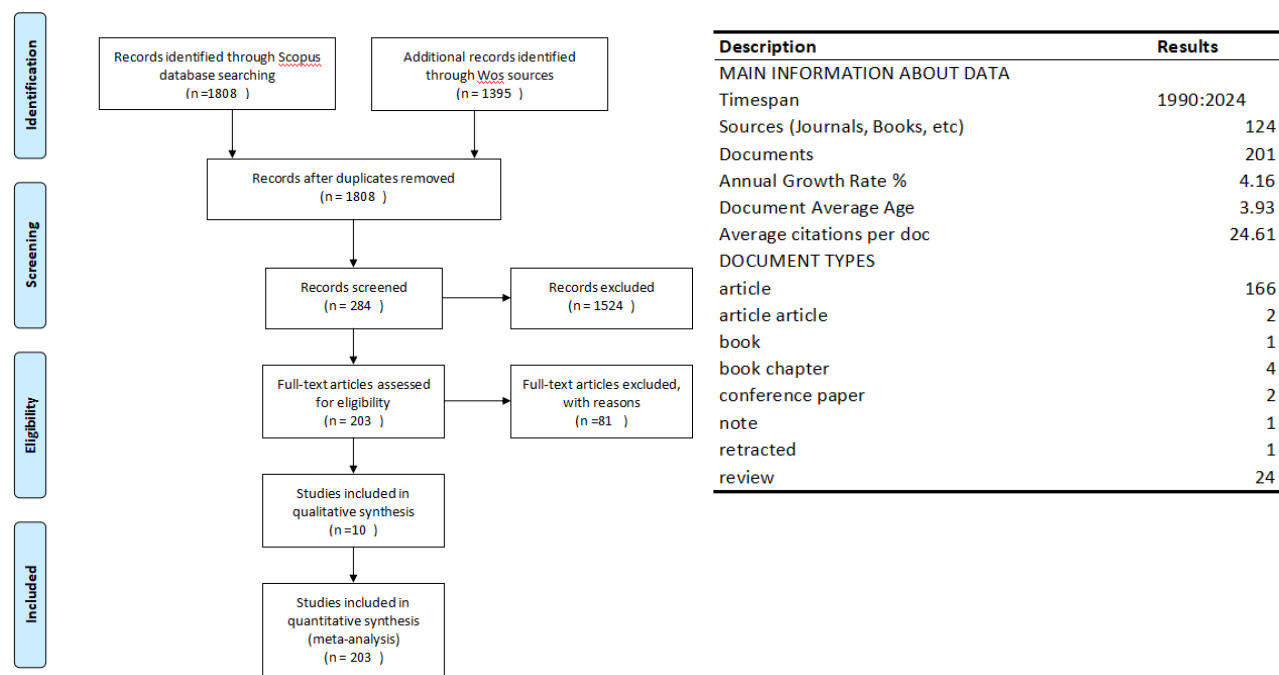 Identification
Records identified through Scopus
database searching
(n =1808 )
Additional records identified
through Wos sources
(n = 1395 )
Records after duplicates removed
(n = 1808 )
Screening
Records screened
(n = 284 )
Records excluded
(n = 1524 )
Eligibility
Full-text articles assessed
for eligibility
(n = 203 )
Full-text articles excluded,
with reasons
(n =81 )
Studies included in
qualitative synthesis
(n =10 )
Included
Studies included in
quantitative synthesis
(meta-analysis)
(n = 203 )
Description Results
MAIN INFORMATION ABOUT DATA
Timespan 1990:2024
Sources (Journals, Books, etc) 124
Documents 201
Annual Growth Rate % 4.16
Document Average Age 3.93
Average citations per doc 24.61
DOCUMENT TYPES
article 166
article article 2
book 1
book chapter 4
conference paper 2
note 1
retracted 1
review 24